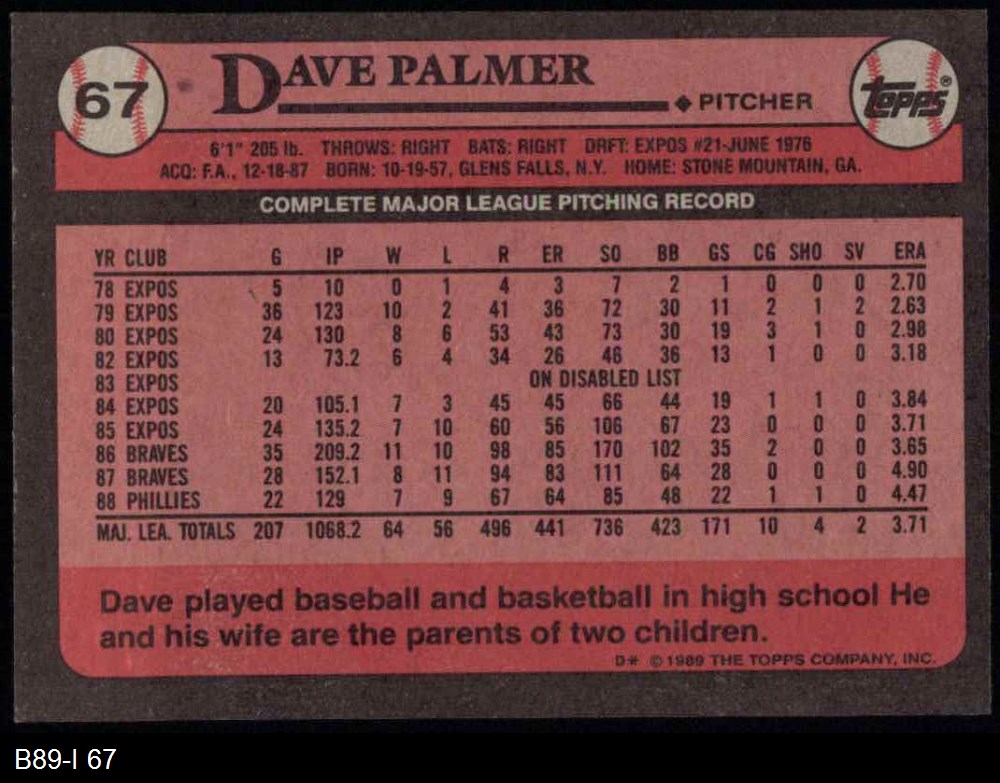 67
DAVE PALMER
◆ PITCHER
TOPPS®
6'1" 205 lb. THROWS: RIGHT BATS: RIGHT DRFT: EXPOS #21-JUNE 1976
ACQ: F.A., 12-18-87 BORN: 10-19-57, GLENS FALLS, N.Y. HOME: STONE MOUNTAIN, GA.
COMPLETE MAJOR LEAGUE PITCHING RECORD
YR CLUB G IP W L R ER SO BB GS CG SHO SV ERA
78 EXPOS 5 10 0 1 4 3 7 2 1 0 0 0 2.70
79 EXPOS 36 123 10 2 41 36 72 30 11 2 1 2 2.63
80 EXPOS 24 130 8 6 53 43 73 30 19 3 1 0 2.98
82 EXPOS 13 73.2 6 4 34 26 46 36 13 1 0 0 3.18
83 EXPOS ON DISABLED LIST
84 EXPOS 20 105.1 7 3 45 45 66 44 19 1 1 0 3.84
85 EXPOS 24 135.2 7 10 60 56 106 67 23 0 0 0 3.71
86 BRAVES 35 209.2 11 10 98 85 170 102 35 2 0 0 3.65
87 BRAVES 28 152.1 8 11 94 83 111 64 28 0 0 0 4.90
88 PHILLIES 22 129 7 9 67 64 85 48 22 1 1 0 4.47
MAJ. LEA. TOTALS 207 1068.2 64 56 496 441 736 423 171 10 4 2 3.71
Dave played baseball and basketball in high school He
and his wife are the parents of two children.
D* © 1989 THE TOPPS COMPANY, INC.
B89-I 67